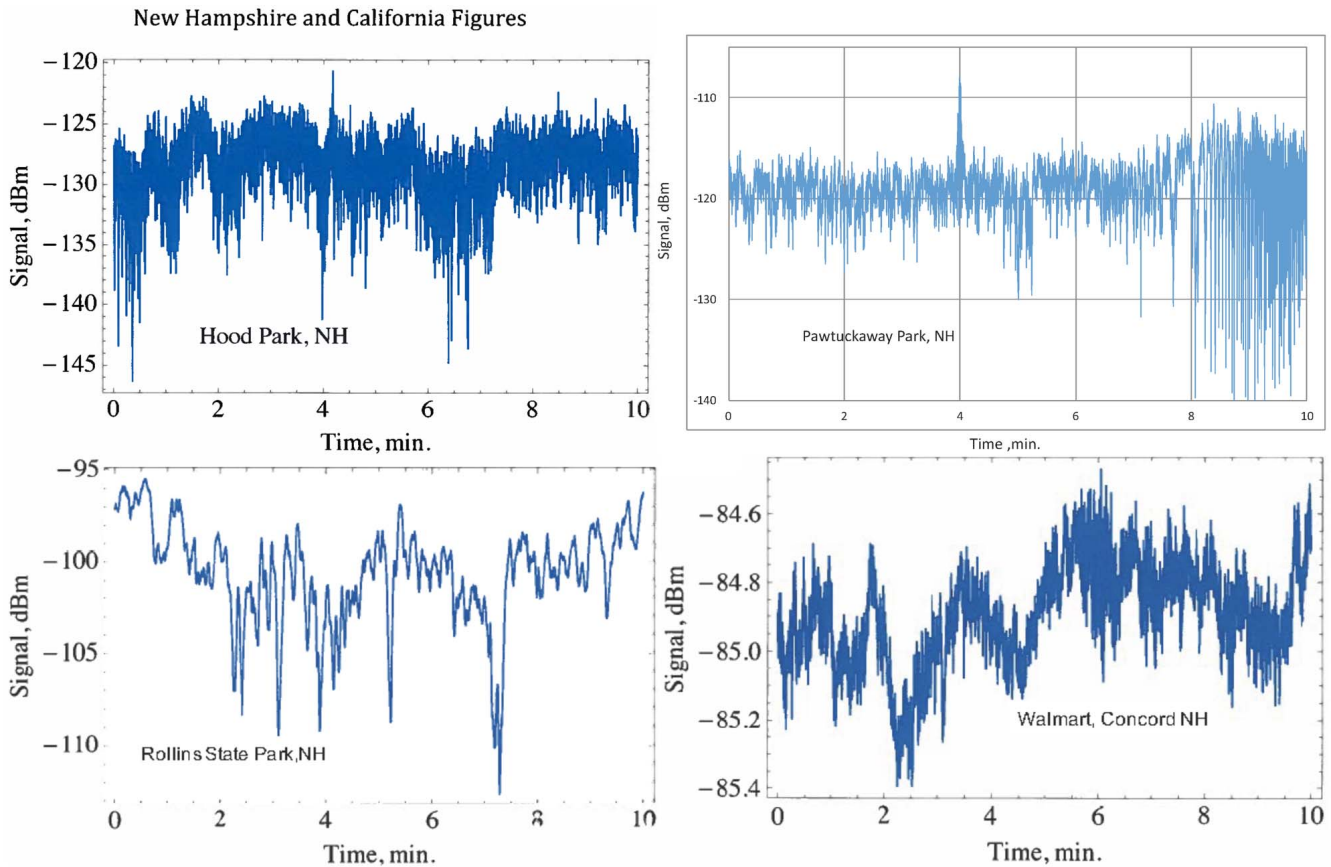 New Hampshire and California Figures
−120
−125
−130
−135
−140
−145
Signal, dBm
Hood Park, NH
0 2 4 6 8 10
Time, min.
-110
-120
-130
-140
Signal, dBm
Pawtuckaway Park, NH
0 2 4 6 8 10
Time ,min.
−95
−100
−105
−110
Signal, dBm
Rollins State Park,NH
0 2 4 6 8 10
Time, min.
−84.6
−84.8
−85.0
−85.2
−85.4
Signal, dBm
Walmart, Concord NH
0 2 4 6 8 10
Time, min.